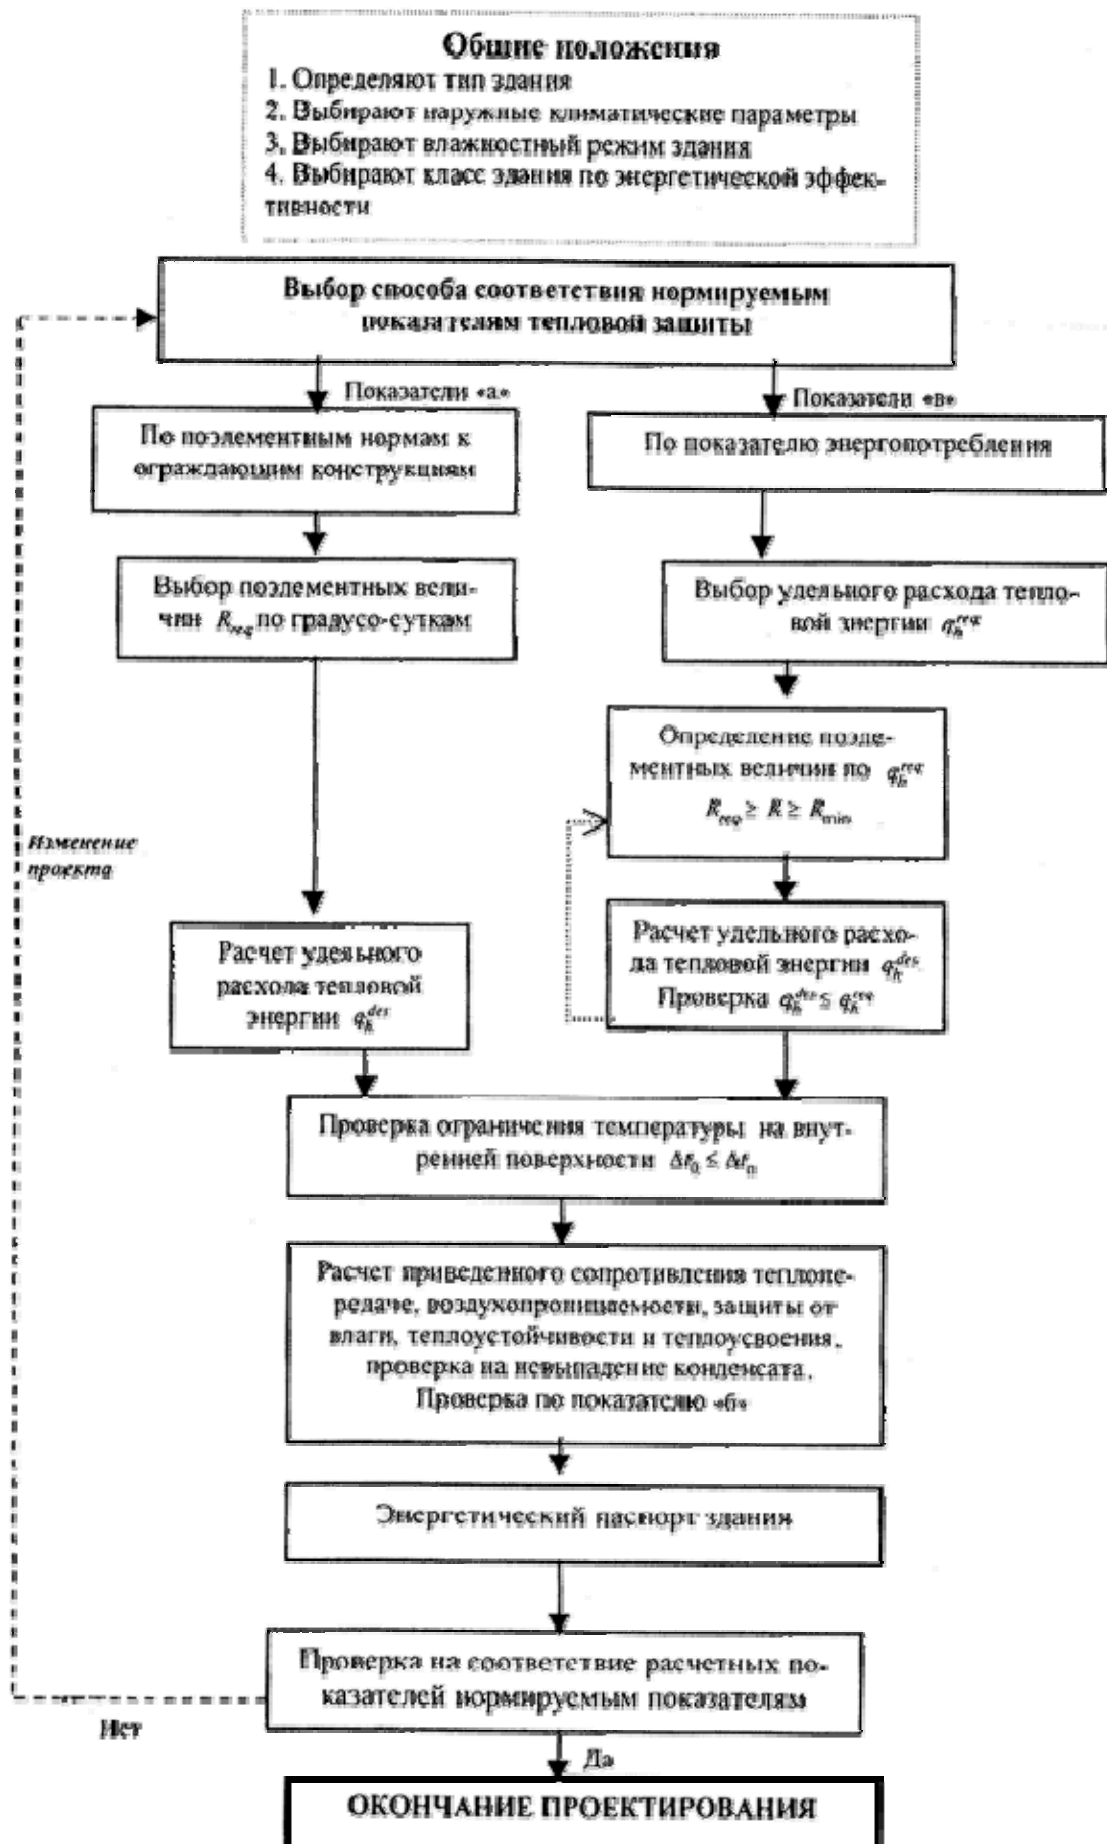 Общие положения
1. Определяют тип здания
2. Выбирают наружные климатические параметры
3. Выбирают влажностный режим здания
4. Выбирают класс здания по энергетической эффек-
тивности
Выбор способа соответствия нормируемым
показателям тепловой защиты
Показатели «а»
Показатели «в»
По поэлементным нормам к
ограждающим конструкциям
По показателю энергопотребления
Выбор поэлементных вели-
чин R_req по градусо-суткам
Выбор удельного расхода тепло-
вой энергии q_h^req
Определение поэле-
ментных величин по q_h^req
R_req ≥ R ≥ R_min
Изменение
проекта
Расчет удельного
расхола тепловой
энергии q_h^des
Расчет удельного расхо-
да тепловой энергии q_h^des
Проверка q_h^des ≤ q_h^req
Проверка ограничения температуры на внут-
ренней поверхности Δt_0 ≤ Δt_n
Расчет приведенного сопротивления теплопе-
редаче, воздухопроницаемости, защиты от
влаги, теплоустойчивости и теплоусвоения,
проверка на невыпадение конденсата.
Проверка по показателю «б»
Энергетический паспорт здания
Проверка на соответствие расчетных по-
казателей нормируемым показателям
Нет
Да
ОКОНЧАНИЕ ПРОЕКТИРОВАНИЯ